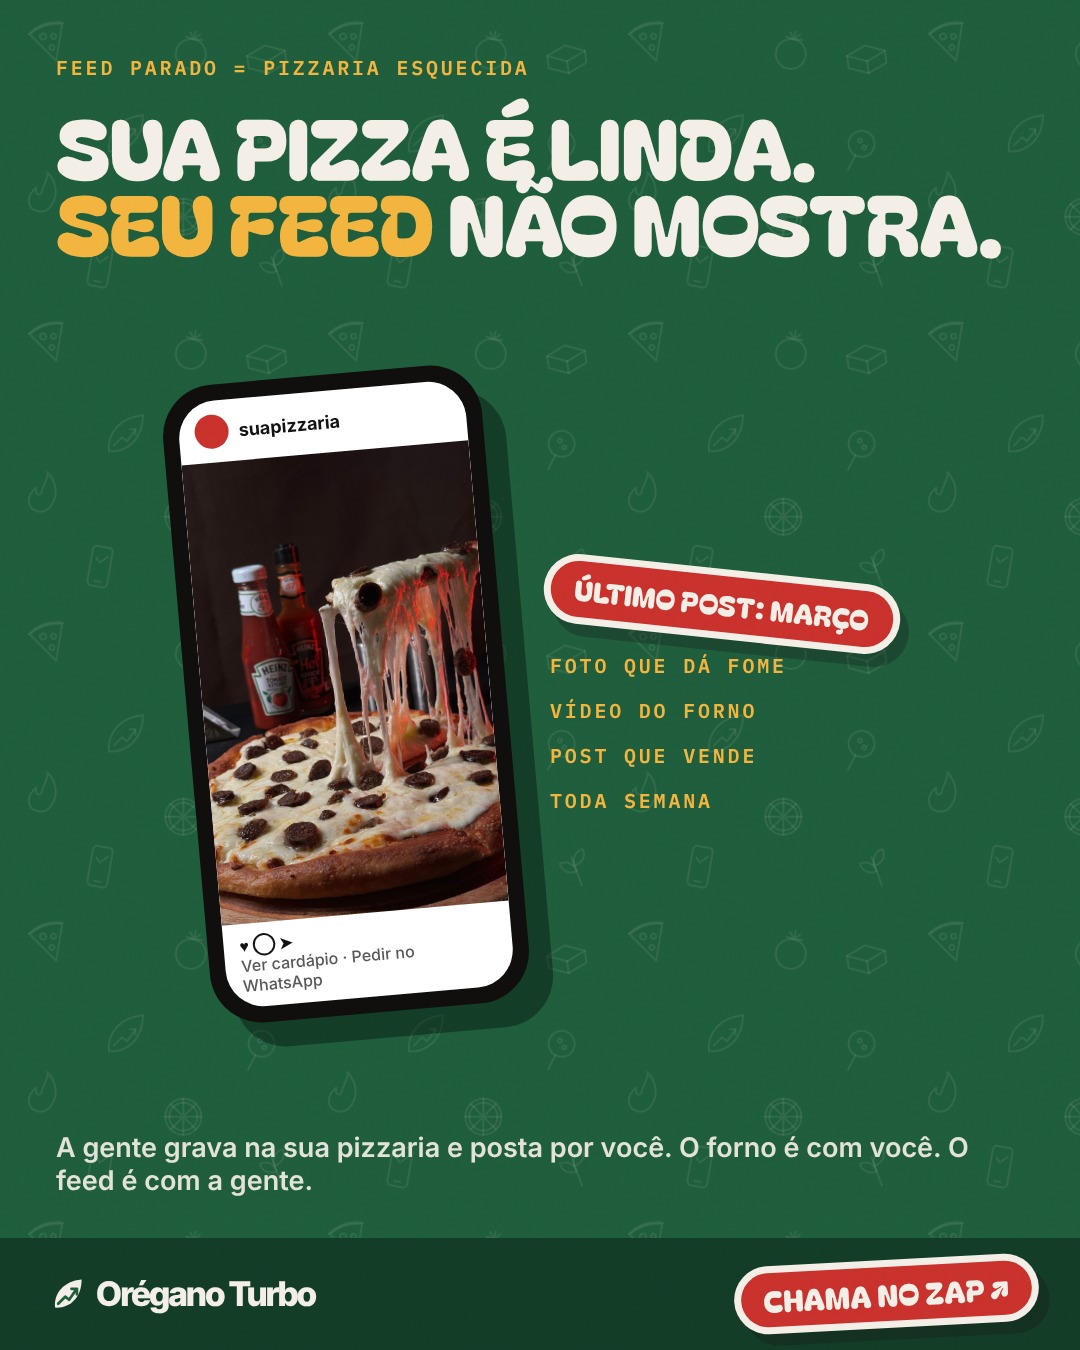 FEED PARADO = PIZZARIA ESQUECIDA
SUA PIZZA É LINDA.
SEU FEED NÃO MOSTRA.
suapizzaria
HEINZ
HEINZ
ÚLTIMO POST: MARÇO
FOTO QUE DÁ FOME
VÍDEO DO FORNO
POST QUE VENDE
TODA SEMANA
Ver cardápio · Pedir no
WhatsApp
A gente grava na sua pizzaria e posta por você. O forno é com você. O
feed é com a gente.
Orégano Turbo
CHAMA NO ZAP ↗